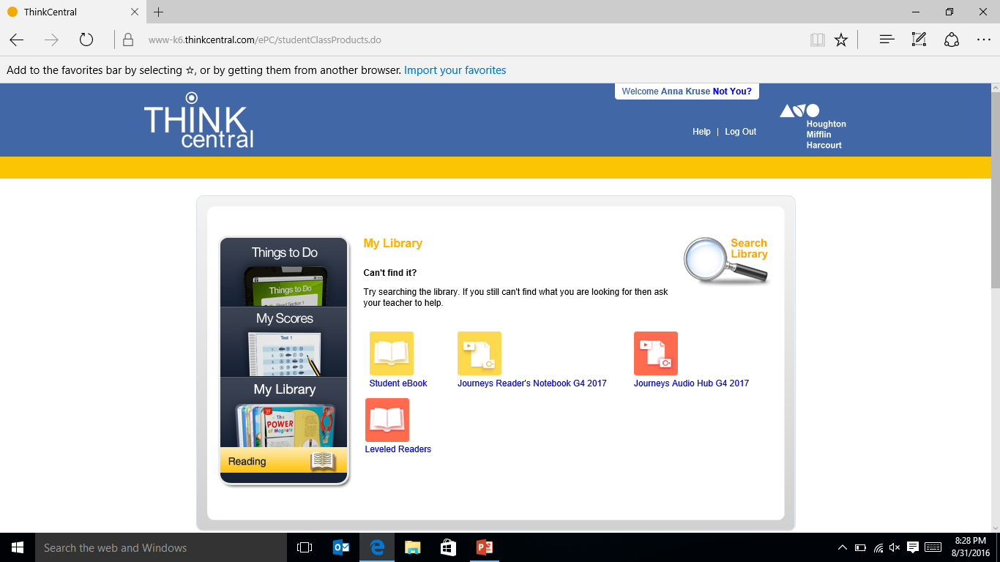 ThinkCentral
www-k6.thinkcentral.com/ePC/studentClassProducts.do
Add to the favorites bar by selecting ☆, or by getting them from another browser. Import your favorites
Welcome Anna Kruse Not You?
THINK
central
Help | Log Out
Houghton
Mifflin
Harcourt
Things to Do
Things to Do
Read Section 1
My Scores
Test 1
My Library
The
POWER
of Magnets
Reading
My Library
Search
Library
Can't find it?
Try searching the library. If you still can't find what you are looking for then ask
your teacher to help.
Student eBook
Journeys Reader's Notebook G4 2017
Journeys Audio Hub G4 2017
Leveled Readers
Search the web and Windows
8:28 PM
8/31/2016